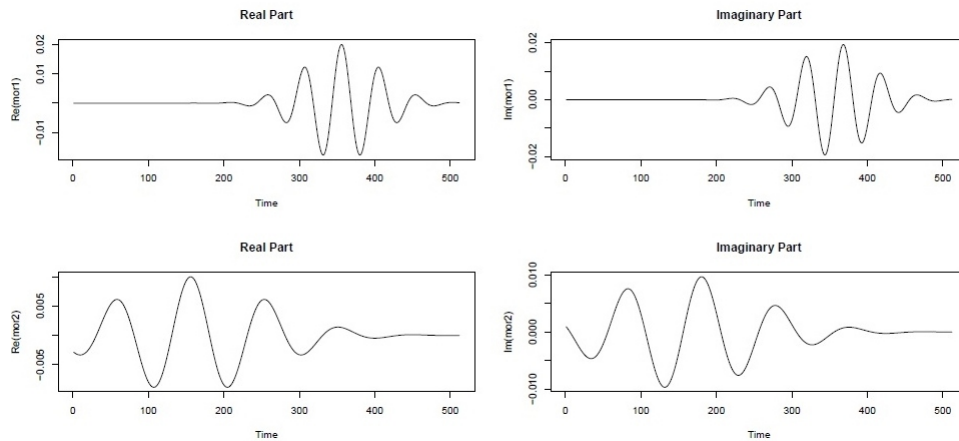 Real Part
Re(mor1)
0.02
0.01
−0.01
0 100 200 300 400 500
Time
Imaginary Part
Im(mor1)
0.02
0.00
−0.02
0 100 200 300 400 500
Time
Real Part
Re(mor2)
0.005
−0.005
0 100 200 300 400 500
Time
Imaginary Part
Im(mor2)
0.010
0.000
−0.010
0 100 200 300 400 500
Time